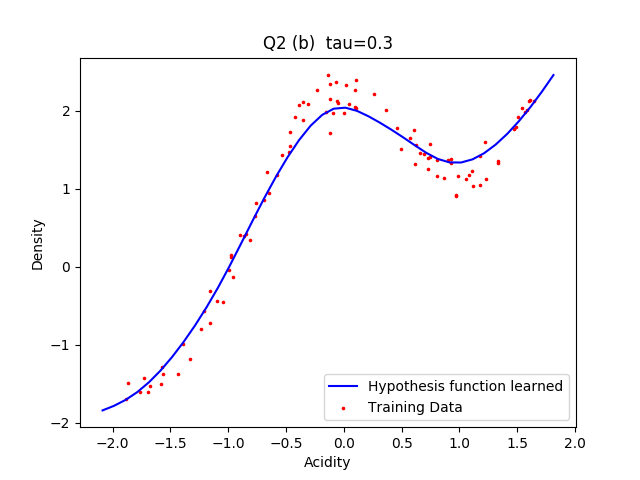 Q2 (b)  tau=0.3
Density
2
1
0
−1
−2
Hypothesis function learned
Training Data
−2.0 −1.5 −1.0 −0.5 0.0 0.5 1.0 1.5 2.0
Acidity